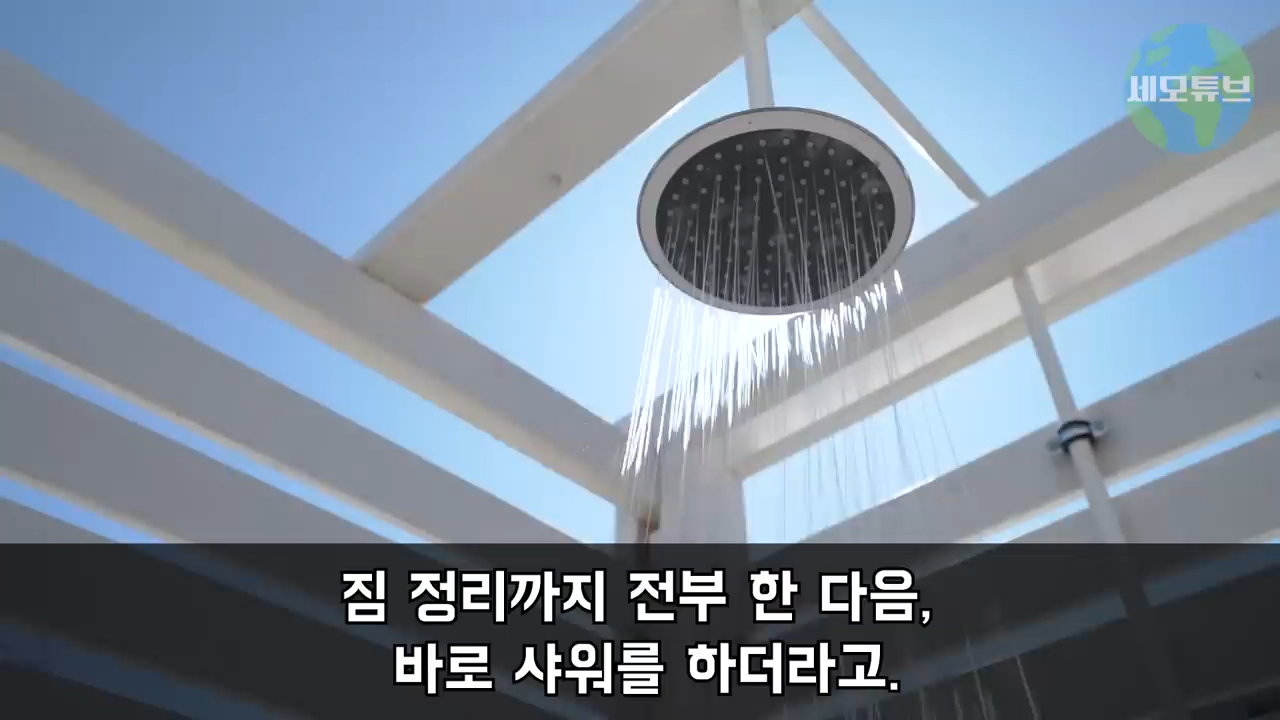 세모튜브
짐 정리까지 전부 한 다음,
바로 샤워를 하더라고.